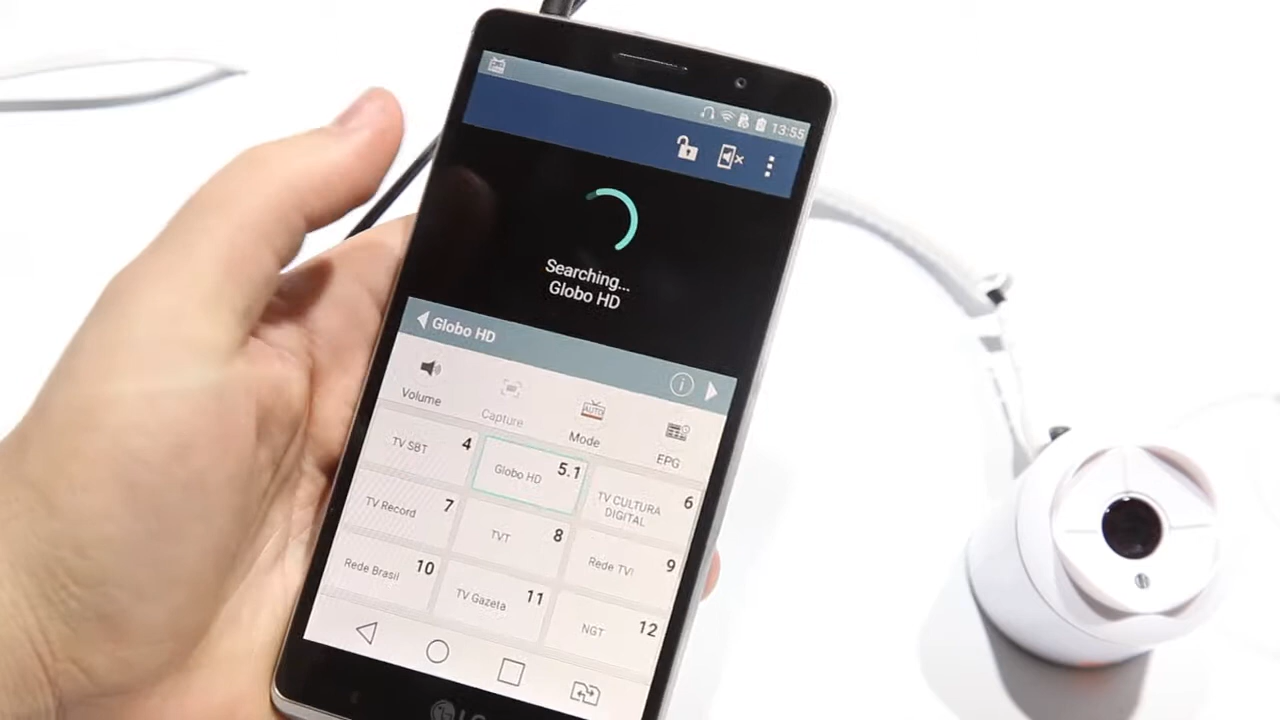 13:55
Searching...
Globo HD
Globo HD
Volume
Capture
AUTO
Mode
EPG
TV SBT 4
Globo HD 5.1
TV CULTURA DIGITAL 6
TV Record 7
TVT 8
Rede TV! 9
Rede Brasil 10
TV Gazeta 11
NGT 12
LG